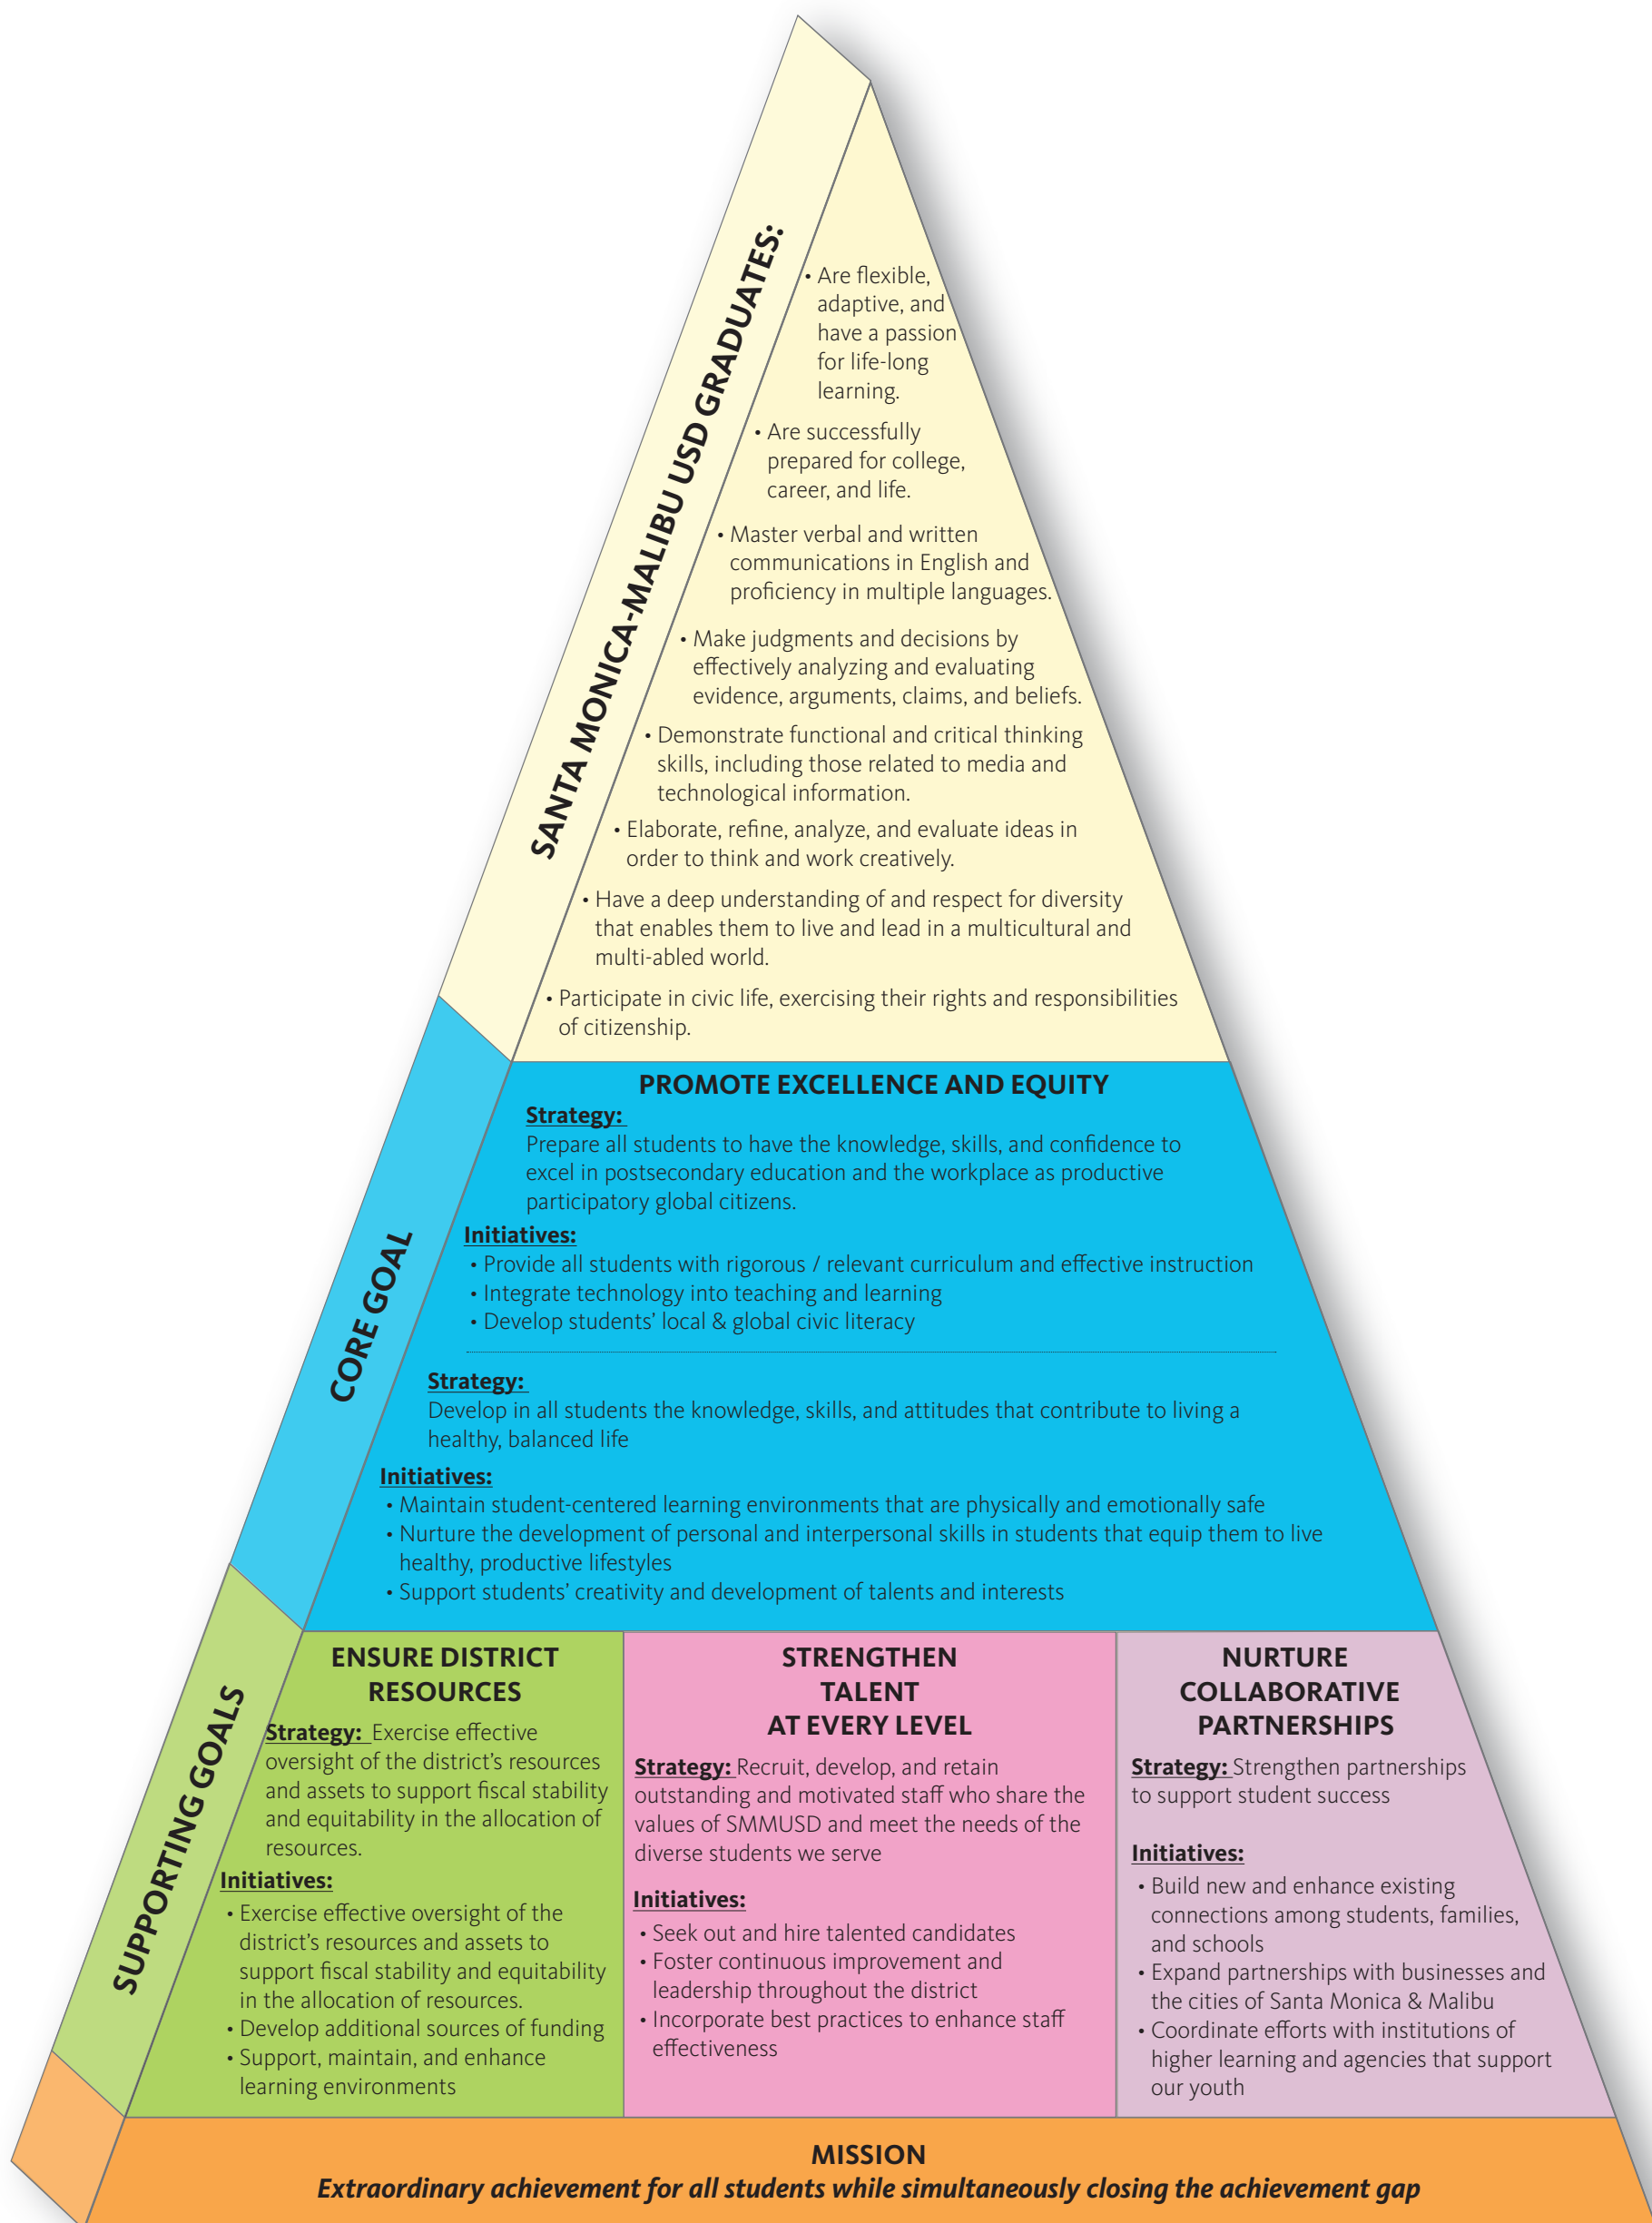 SANTA MONICA-MALIBU USD GRADUATES:
• Are flexible,
adaptive, and
have a passion
for life-long
learning.
• Are successfully
prepared for college,
career, and life.
• Master verbal and written
communications in English and
proficiency in multiple languages.
• Make judgments and decisions by
effectively analyzing and evaluating
evidence, arguments, claims, and beliefs.
• Demonstrate functional and critical thinking
skills, including those related to media and
technological information.
• Elaborate, refine, analyze, and evaluate ideas in
order to think and work creatively.
• Have a deep understanding of and respect for diversity
that enables them to live and lead in a multicultural and
multi-abled world.
• Participate in civic life, exercising their rights and responsibilities
of citizenship.
CORE GOAL
PROMOTE EXCELLENCE AND EQUITY
Strategy:
Prepare all students to have the knowledge, skills, and confidence to
excel in postsecondary education and the workplace as productive
participatory global citizens.
Initiatives:
• Provide all students with rigorous / relevant curriculum and effective instruction
• Integrate technology into teaching and learning
• Develop students' local & global civic literacy
Strategy:
Develop in all students the knowledge, skills, and attitudes that contribute to living a
healthy, balanced life
Initiatives:
• Maintain student-centered learning environments that are physically and emotionally safe
• Nurture the development of personal and interpersonal skills in students that equip them to live
healthy, productive lifestyles
• Support students' creativity and development of talents and interests
SUPPORTING GOALS
ENSURE DISTRICT
RESOURCES
Strategy: Exercise effective
oversight of the district's resources
and assets to support fiscal stability
and equitability in the allocation of
resources.
Initiatives:
• Exercise effective oversight of the
district's resources and assets to
support fiscal stability and equitability
in the allocation of resources.
• Develop additional sources of funding
• Support, maintain, and enhance
learning environments
STRENGTHEN
TALENT
AT EVERY LEVEL
Strategy: Recruit, develop, and retain
outstanding and motivated staff who share the
values of SMMUSD and meet the needs of the
diverse students we serve
Initiatives:
• Seek out and hire talented candidates
• Foster continuous improvement and
leadership throughout the district
• Incorporate best practices to enhance staff
effectiveness
NURTURE
COLLABORATIVE
PARTNERSHIPS
Strategy: Strengthen partnerships
to support student success
Initiatives:
• Build new and enhance existing
connections among students, families,
and schools
• Expand partnerships with businesses and
the cities of Santa Monica & Malibu
• Coordinate efforts with institutions of
higher learning and agencies that support
our youth
MISSION
Extraordinary achievement for all students while simultaneously closing the achievement gap